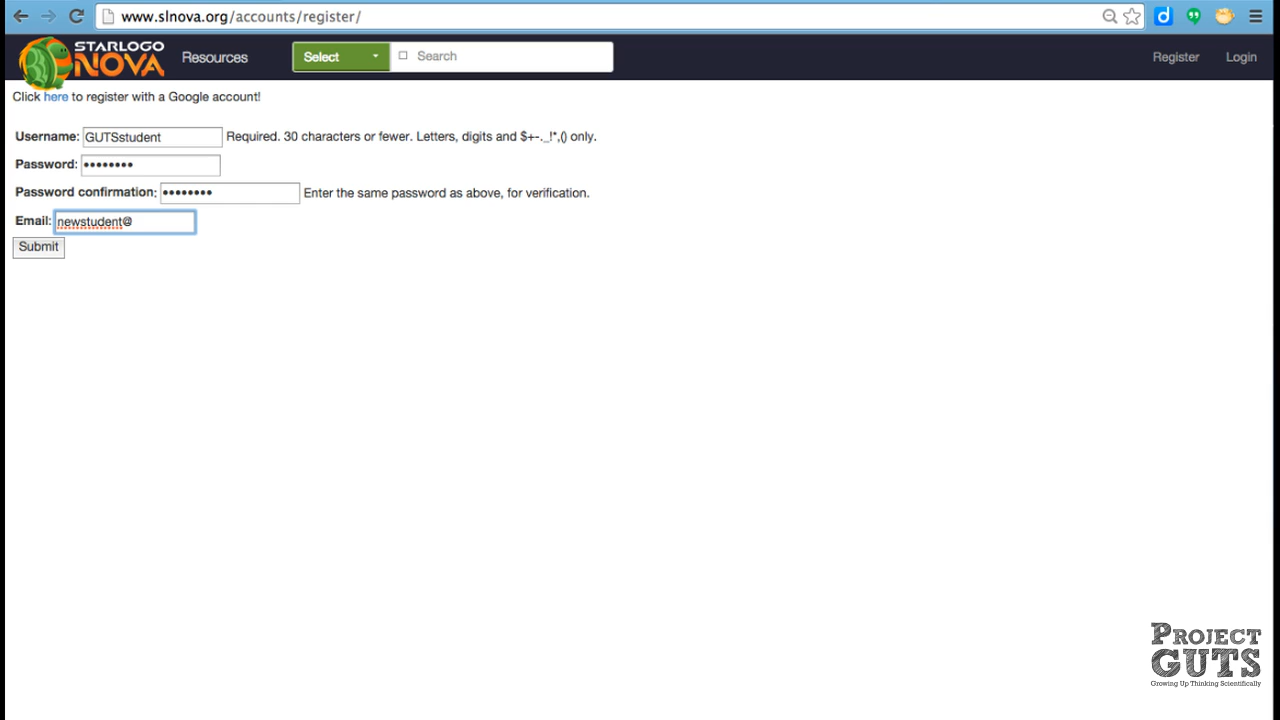 www.slnova.org/accounts/register/
STARLOGO
NOVA
Resources
Select
Search
Register
Login
Click here to register with a Google account!
Username: GUTSstudent Required. 30 characters or fewer. Letters, digits and $+-._!*,() only.
Password: ••••••••
Password confirmation: •••••••• Enter the same password as above, for verification.
Email: newstudent@
Submit
PROJECT
GUTS
Growing Up Thinking Scientifically